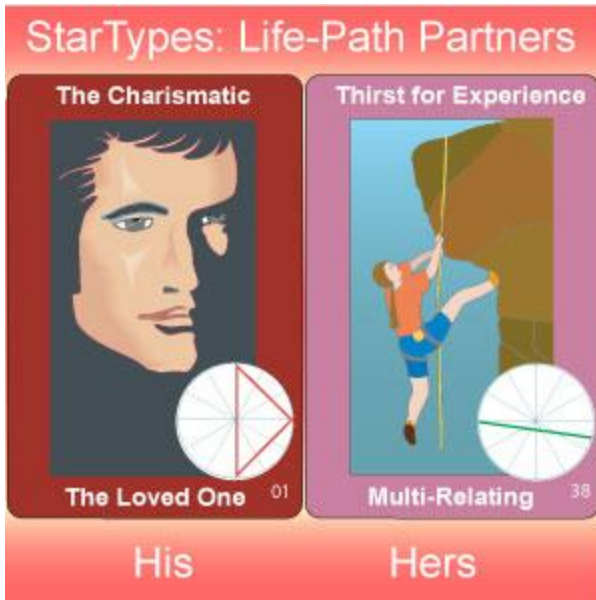 StarTypes: Life-Path Partners
The Charismatic
Thirst for Experience
The Loved One 01
Multi-Relating 38
His
Hers